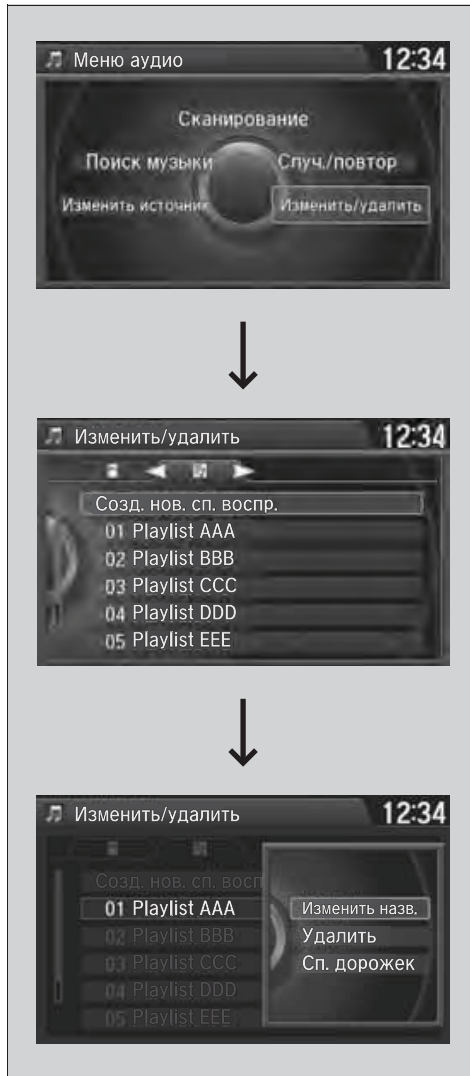 Меню аудио 12:34
Сканирование
Поиск музыки Случ./повтор
Изменить источник Изменить/удалить
Изменить/удалить 12:34
Созд. нов. сп. воспр.
01 Playlist AAA
02 Playlist BBB
03 Playlist CCC
04 Playlist DDD
05 Playlist EEE
Изменить/удалить 12:34
Созд. нов. сп. восп
01 Playlist AAA Изменить назв.
02 Playlist BBB Удалить
03 Playlist CCC Сп. дорожек
04 Playlist DDD
05 Playlist EEE